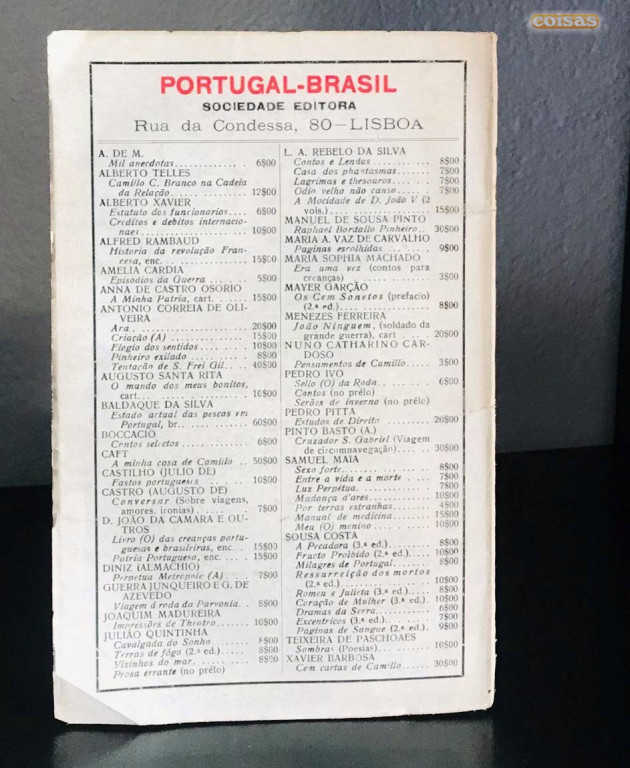 coisas
PORTUGAL-BRASIL
SOCIEDADE EDITORA
Rua da Condessa, 80—LISBOA
A. DE M.
Mil anecdotas. . . . . . . . . . . 6$00
ALBERTO TELLES
Camillo C. Branco na Cadeia
da Relação. . . . . . . . . . . 12$00
ALBERTO XAVIER
Estatuto dos funcionarios.... 6$00
Creditos e debitos internacio-
naes . . . . . . . . . . . . . 10$00
ALFRED RAMBAUD
Historia da revolução Fran-
cesa, enc. . . . . . . . . . . 15$00
AMELIA CARDIA
Episodios da Guerra . . . . . 5$00
ANNA DE CASTRO OSORIO
A Minha Patria, cart. . . . . 15$00
ANTONIO CORREIA DE OLI-
VEIRA
Ara . . . . . . . . . . . . . 20$00
Criação (A) . . . . . . . . . 15$00
Elogio dos sentidos. . . . . . 10$00
Pinheiro exilado . . . . . . . 8$00
Tentação de S. Frei Gil.. . . 40$00
AUGUSTO SANTA RITA
O mundo dos meus bonitos,
cart. . . . . . . . . . . . . 10$00
BALDAQUE DA SILVA
Estado actual das pescas em
Portugal, br. . . . . . . . . 60$00
BOCCACIO
Contos selectos . . . . . . . 6$00
CAFT
A minha casa de Camillo . . 50$00
CASTILHO (JULIO DE)
Fastos portugueses . . . . . 10$00
CASTRO (AUGUSTO DE)
Conversar (Sobre viagens,
amores, ironias). . . . . . . 7$00
D. JOÃO DA CAMARA E OU-
TROS
Livro (O) das creanças portu-
guesas e brasileiras, enc. . . 15$00
Patria Portuguesa, enc. . . . 15$00
DINIZ (ALMACHIO)
Perpetua Metropole (A). . . . 7$00
GUERRA JUNQUEIRO E G. DE
AZEVEDO
Viagem á roda da Parvonia. . 8$00
JOAQUIM MADUREIRA
Impressões de Theatro. . . . . 10$00
JULIÃO QUINTINHA
Cavalgada do Sonho . . . . . 8$00
Terras de fôgo (2.ª ed.). . . . 8$00
Vizinhos do mar. . . . . . . . 8$00
Prosa errante (no prélo)
L. A. REBELO DA SILVA
Contos e Lendas . . . . . . . 8$00
Casa dos phantasmas . . . . . 7$00
Lagrimas e thesouros. . . . . 7$00
Odio velho não cansa. . . . . 7$00
A Mocidade de D. João V (2
vois.) . . . . . . . . . . . . 15$00
MANUEL DE SOUSA PINTO
Raphael Bordallo Pinheiro.. 30$00
MARIA A. VAZ DE CARVALHO
Paginas escolhidas . . . . . . 9$00
MARIA SOPHIA MACHADO
Era uma vez (contos para
creanças) . . . . . . . . . . 3$00
MAYER GARÇÃO
Os Cem Sonetos (prefacio)
(2.ª ed.) . . . . . . . . . . . 8$00
MENEZES FERREIRA
João Ninguem, (soldado da
grande guerra), cart . . . . . 20$00
NUNO CATHARINO CAR-
DOSO
Pensamentos de Camillo. . . . 3$00
PEDRO IVO
Sello (O) da Roda. . . . . . . 6$00
Contos (no prélo)
Serões de inverno (no prélo)
PEDRO PITTA
Estudos de Direito . . . . . . 20$00
PINTO BASTO (A.)
Cruzador S. Gabriel (Viagem
de circumnavegação). . . . . 30$00
SAMUEL MAIA
Sexo forte. . . . . . . . . . . 8$00
Entre a vida e a morte . . . . 7$00
Luz Perpétua. . . . . . . . . 7$00
Mudança d'ares. . . . . . . . 10$00
Por terras estranhas . . . . . 4$00
Manual de medicina. . . . . . 15$00
Meu (O) menino . . . . . . . 10$00
SOUSA COSTA
A Pecadora (3.ª ed.). . . . . . 8$00
Fructo Proibido (2.ª ed.). . . . 10$00
Milagres de Portugal. . . . . 8$00
Ressurreição dos mortos
(2.ª ed.). . . . . . . . . . . . 10$00
Romeu e Julieta (3.ª ed.). . . 8$00
Coração de Mulher (3.ª ed.). 10$00
Dramas da Serra. . . . . . . . 6$00
Excentricos (3.ª ed.). . . . . . 7$00
Paginas de Sangue (2.ª ed.). 9$00
TEIXEIRA DE PASCHOAES
Sombras (Poesias). . . . . . . 10$00
XAVIER BARBOSA
Cem cartas de Camillo. . . . . 30$00